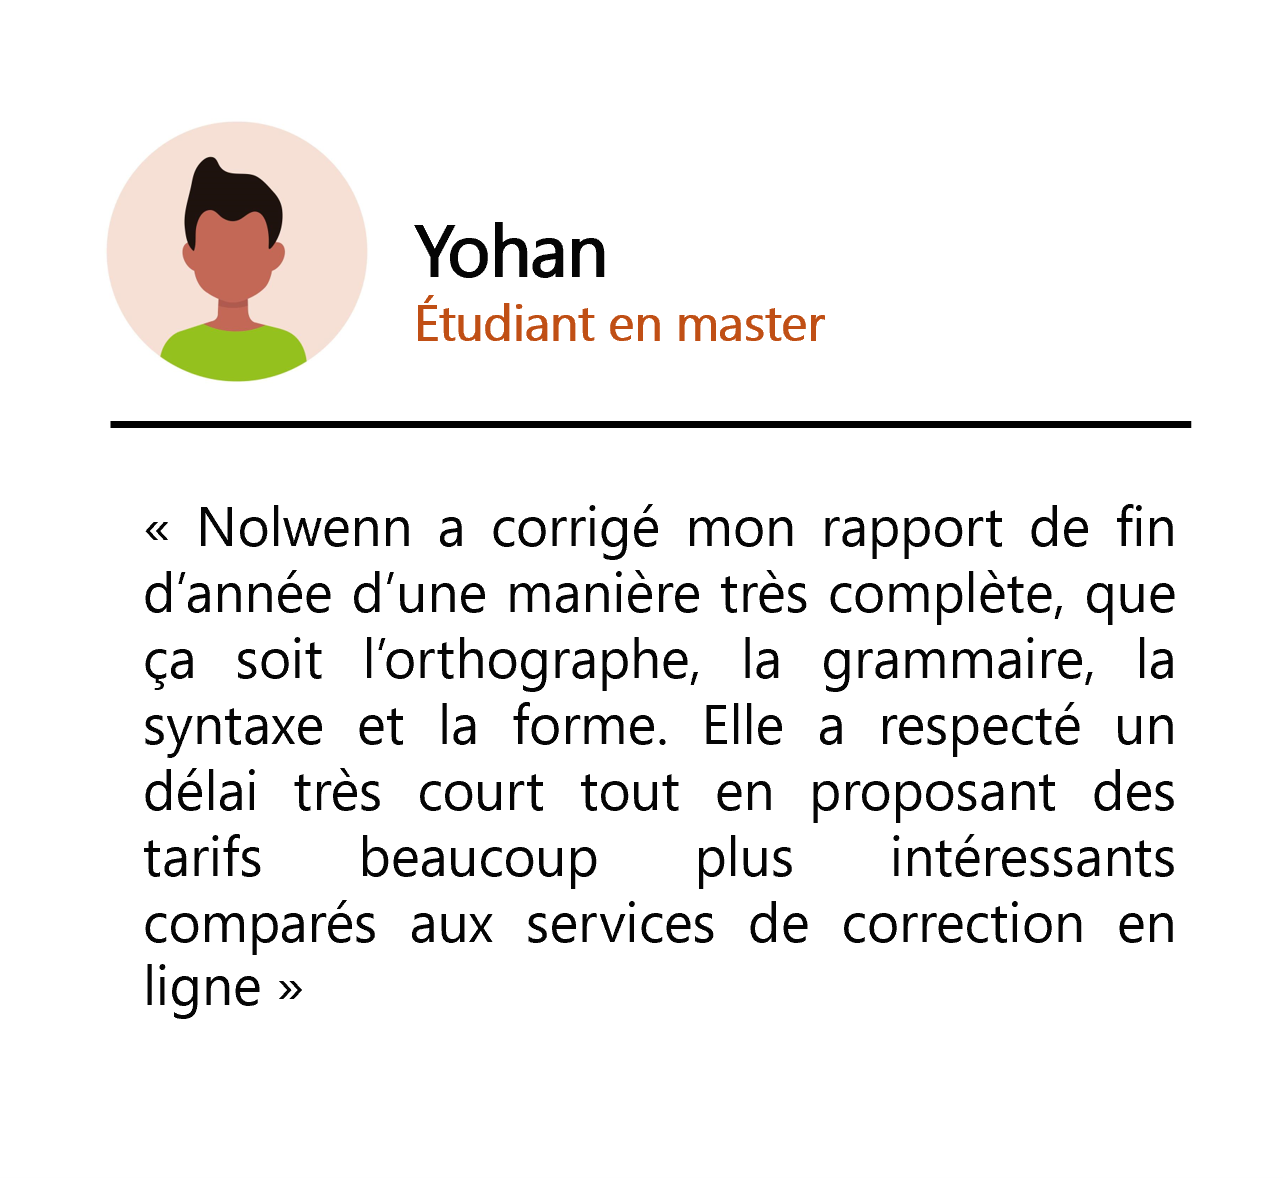 Yohan
Étudiant en master
« Nolwenn a corrigé mon rapport de fin
d’année d’une manière très complète, que
ça soit l’orthographe, la grammaire, la
syntaxe et la forme. Elle a respecté un
délai très court tout en proposant des
tarifs beaucoup plus intéressants
comparés aux services de correction en
ligne »